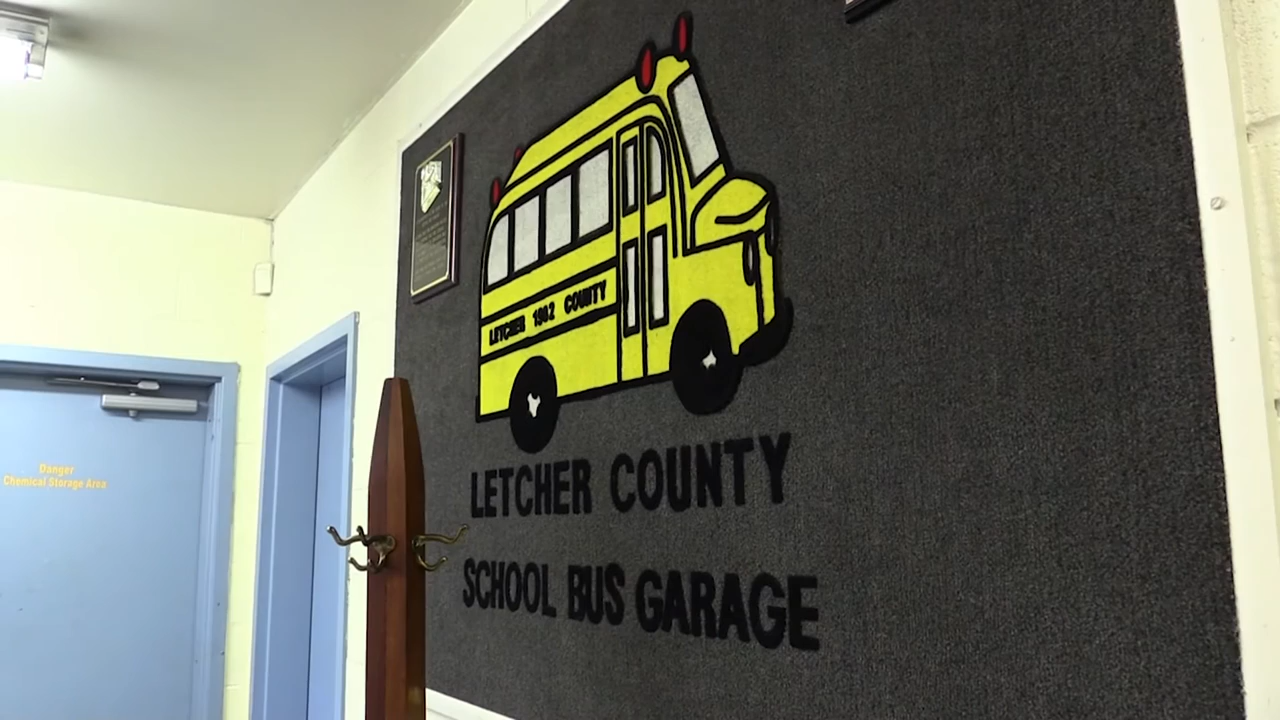 LETCHER 1982 COUNTY
LETCHER COUNTY
SCHOOL BUS GARAGE
Danger
Chemical Storage Area